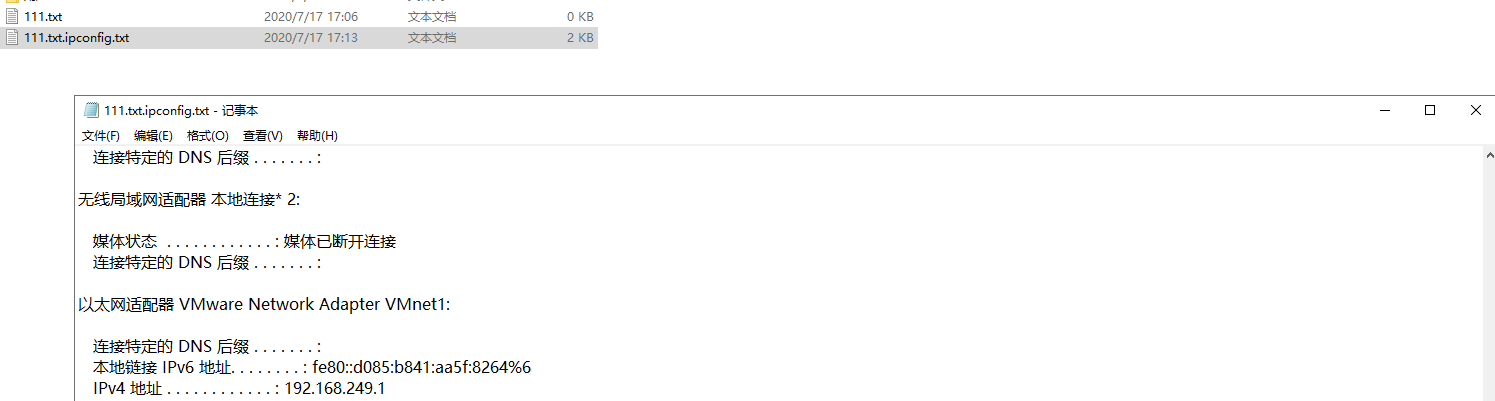 111.txt 2020/7/17 17:06 文本文档 0 KB
111.txt.ipconfig.txt 2020/7/17 17:13 文本文档 2 KB
111.txt.ipconfig.txt - 记事本
文件(F) 编辑(E) 格式(O) 查看(V) 帮助(H)
连接特定的 DNS 后缀 . . . . . . . :
无线局域网适配器 本地连接* 2:
媒体状态 . . . . . . . . . . . . : 媒体已断开连接
连接特定的 DNS 后缀 . . . . . . . :
以太网适配器 VMware Network Adapter VMnet1:
连接特定的 DNS 后缀 . . . . . . . :
本地链接 IPv6 地址. . . . . . . . : fe80::d085:b841:aa5f:8264%6
IPv4 地址 . . . . . . . . . . . . : 192.168.249.1